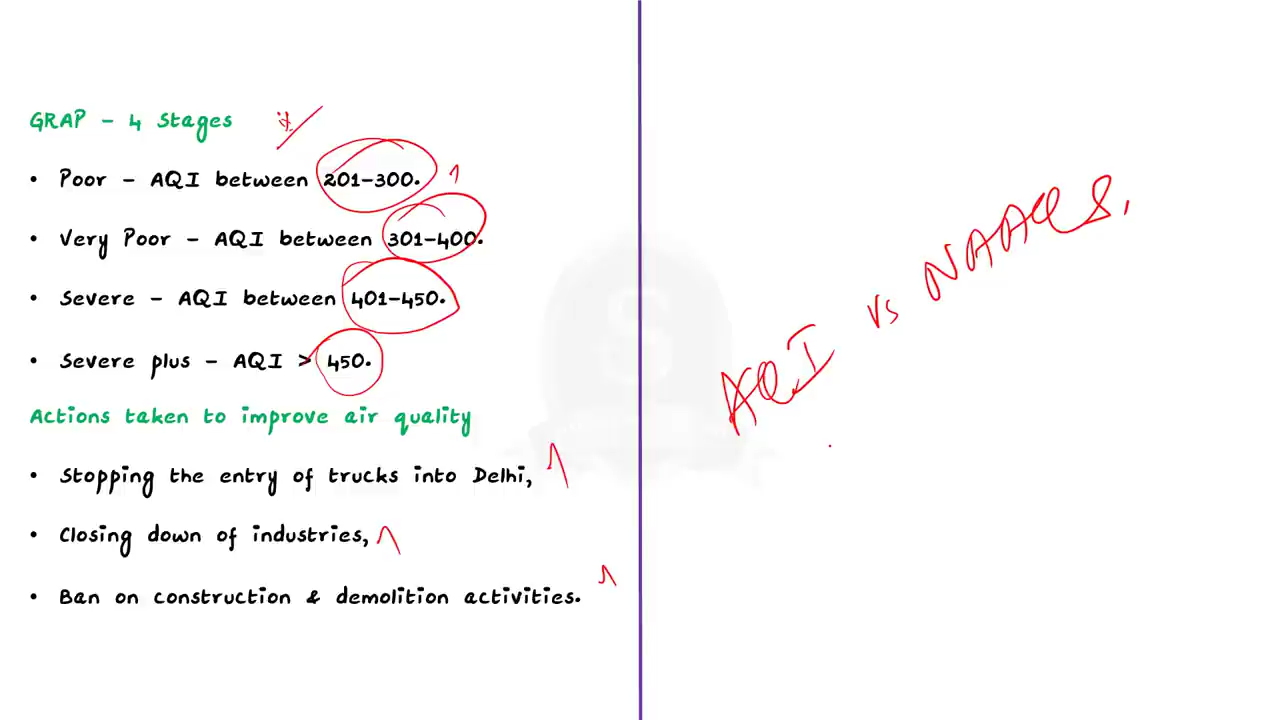 GRAP - 4 Stages
• Poor - AQI between 201-300.
• Very Poor - AQI between 301-400.
• Severe - AQI between 401-450.
• Severe plus - AQI > 450.
Actions taken to improve air quality
• Stopping the entry of trucks into Delhi,
• Closing down of industries,
• Ban on construction & demolition activities.
AQI vs NAAQS.